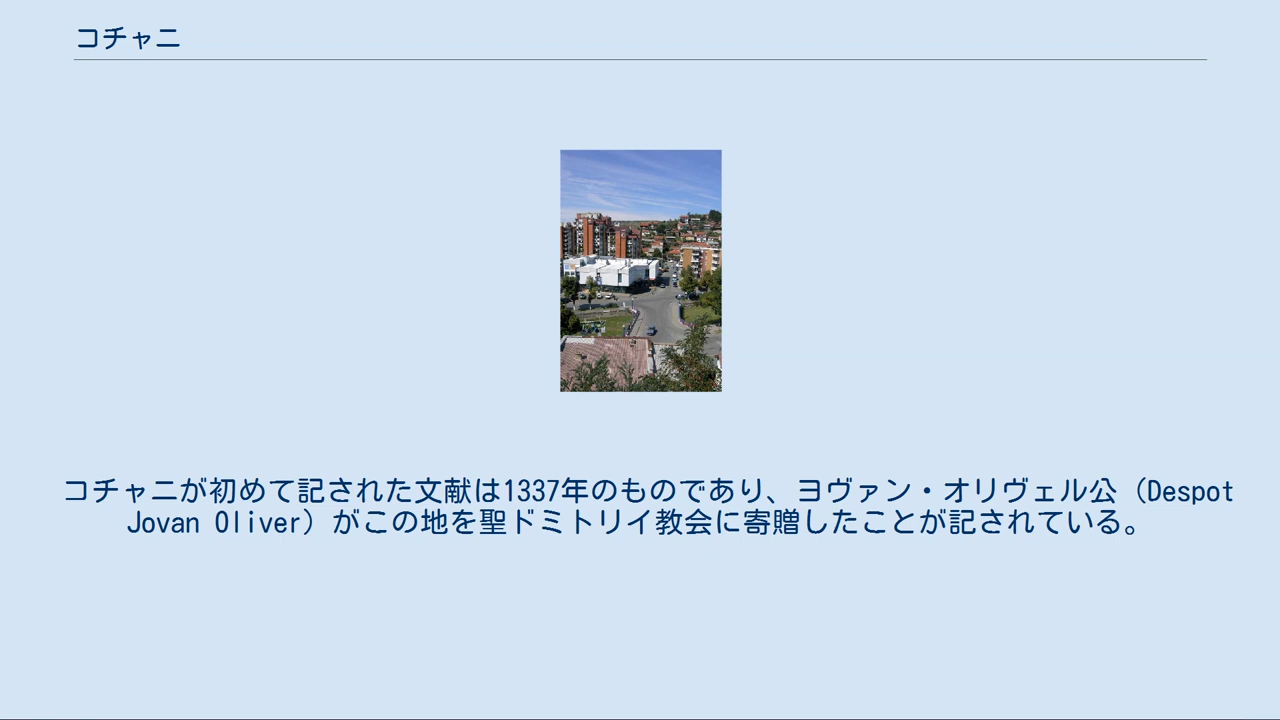 コチャニ
コチャニが初めて記された文献は1337年のものであり、ヨヴァン・オリヴェル公（Despot
Jovan Oliver）がこの地を聖ドミトリイ教会に寄贈したことが記されている。